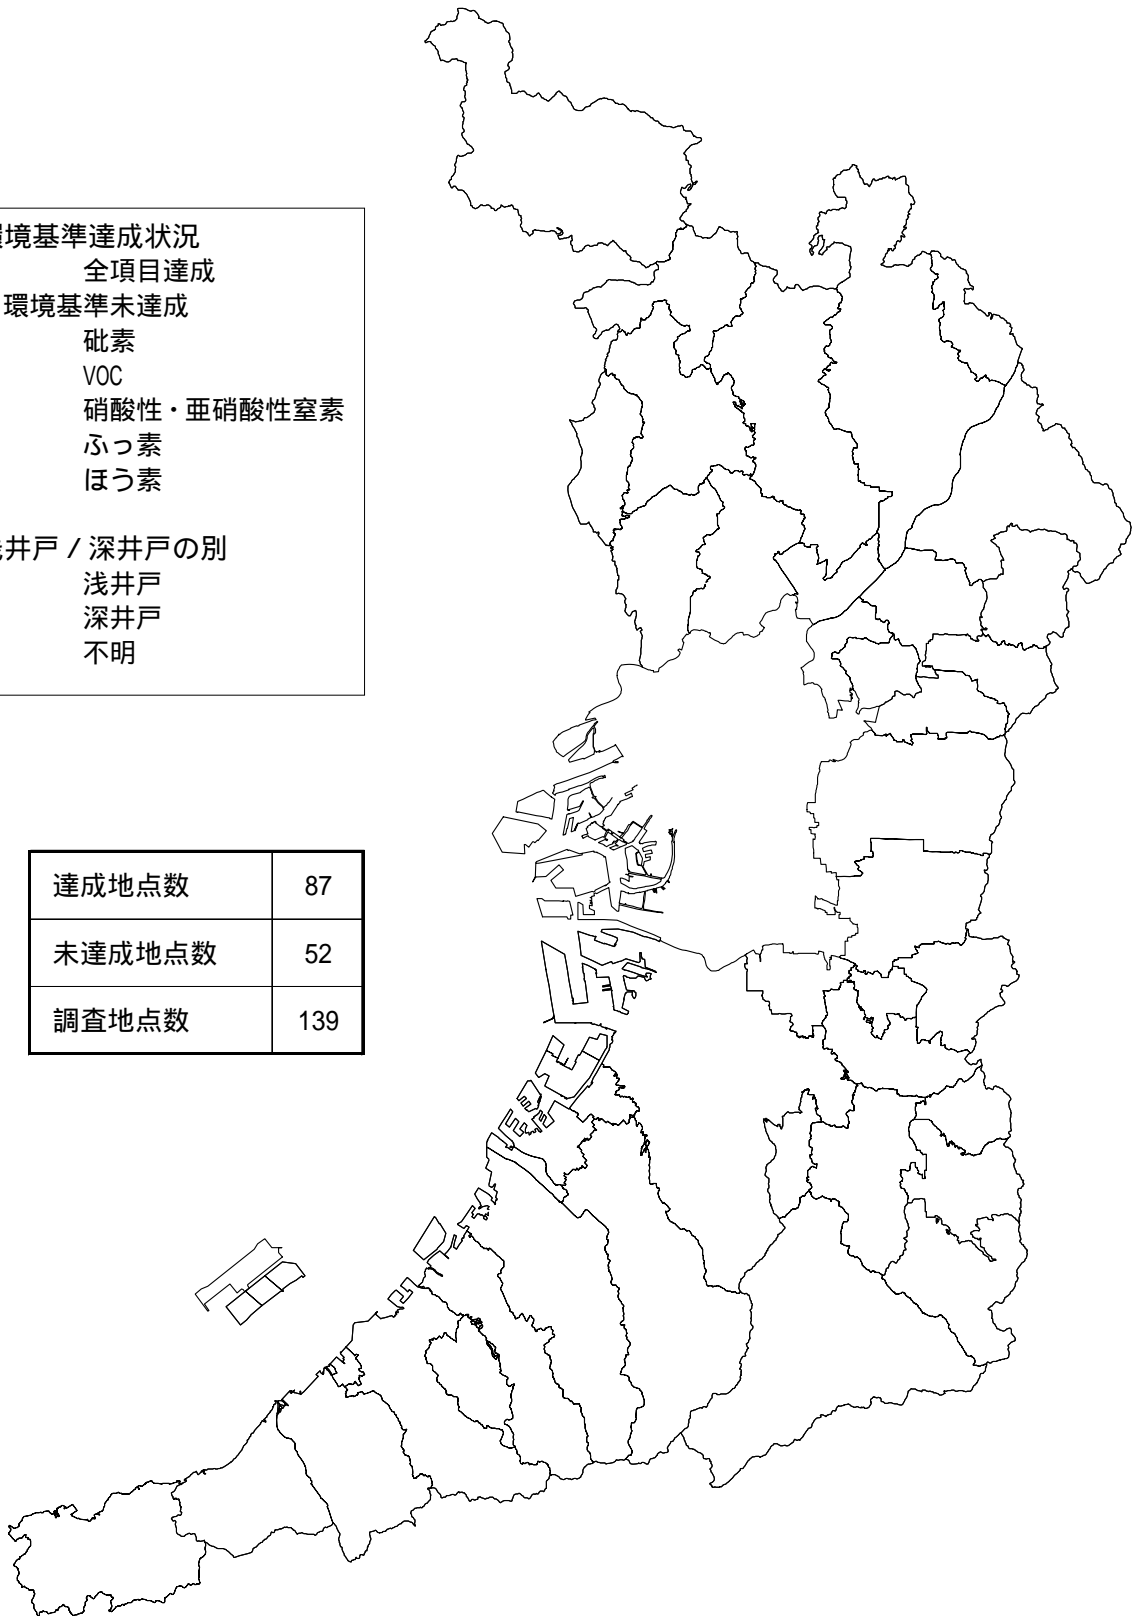 環境基準達成状況
全項目達成
環境基準未達成
砒素
VOC
硝酸性・亜硝酸性窒素
ふっ素
ほう素
浅井戸/深井戸の別
浅井戸
深井戸
不明
達成地点数 87
未達成地点数 52
調査地点数 139